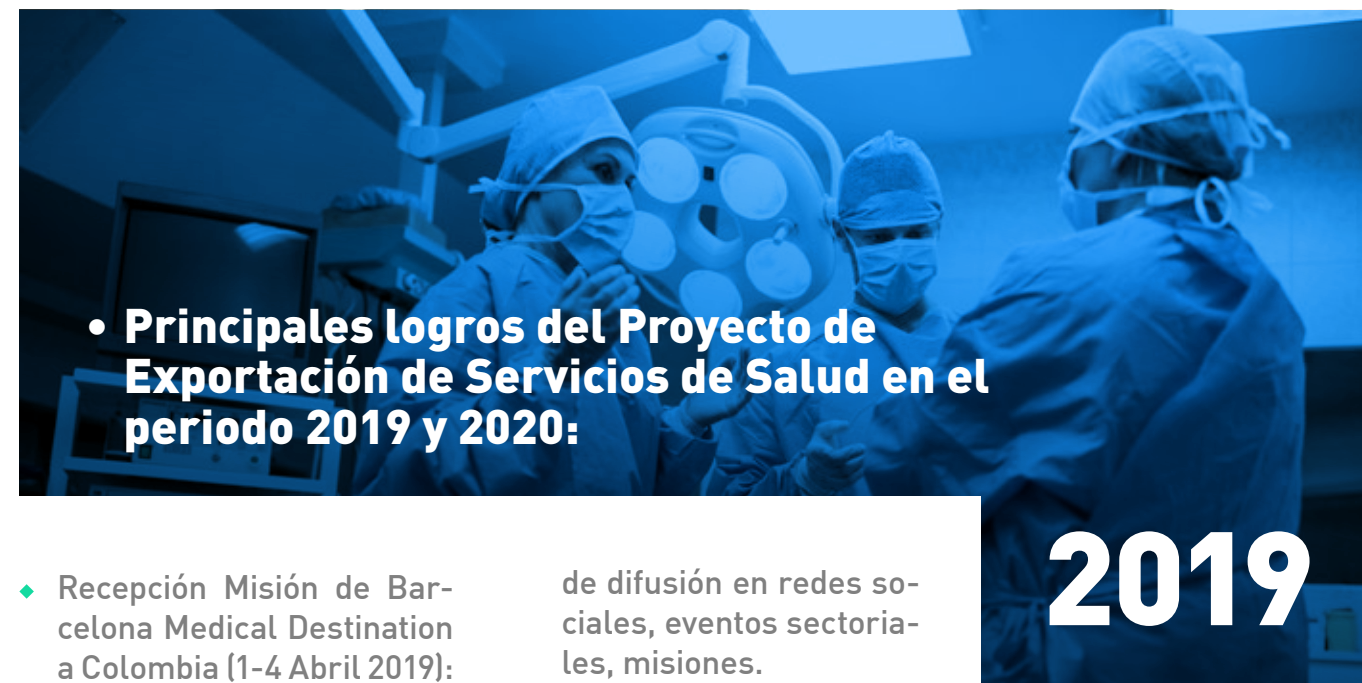 • Principales logros del Proyecto de
Exportación de Servicios de Salud en el
periodo 2019 y 2020:
2019
Recepción Misión de Bar-
celona Medical Destination
a Colombia (1-4 Abril 2019):
de difusión en redes so-
ciales, eventos sectoria-
les, misiones.